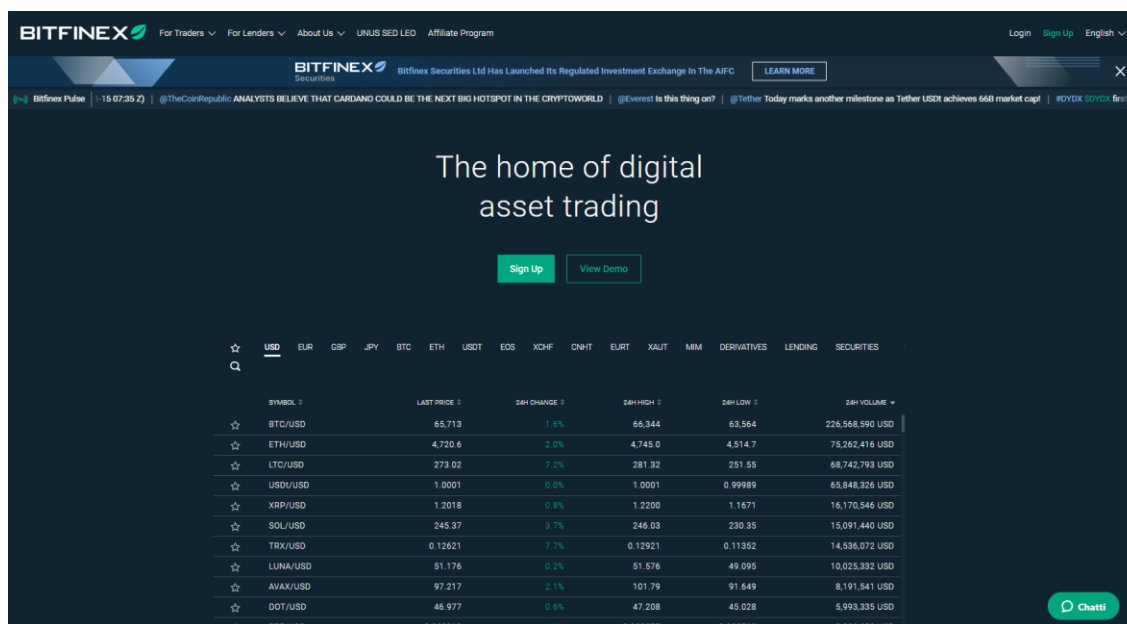 BITFINEX For Traders For Lenders About Us UNUS SED LEO Affiliate Program Login Sign Up English
BITFINEX Securities Bitfinex Securities Ltd Has Launched Its Regulated Investment Exchange In The AIFC LEARN MORE
Bitfinex Pulse -15 07:35 Z) | @TheCoinRepublic ANALYSTS BELIEVE THAT CARDANO COULD BE THE NEXT BIG HOTSPOT IN THE CRYPTOWORLD | @Everest Is this thing on? | @Tether Today marks another milestone as Tether USDt achieves 66B market cap! | #DYDX $DYDX
The home of digital
asset trading
Sign Up View Demo
USD EUR GBP JPY BTC ETH USDT EOS XCHF CNHT EURT XAUT MIM DERIVATIVES LENDING SECURITIES
SYMBOL LAST PRICE 24H CHANGE 24H HIGH 24H LOW 24H VOLUME
BTC/USD 65,713 1.6% 66,344 63,564 226,568,590 USD
ETH/USD 4,720.6 2.0% 4,745.0 4,514.7 75,262,416 USD
LTC/USD 273.02 7.2% 281.32 251.55 68,742,793 USD
USDt/USD 1.0001 0.0% 1.0001 0.99989 65,848,326 USD
XRP/USD 1.2018 0.8% 1.2200 1.1671 16,170,546 USD
SOL/USD 245.37 3.7% 246.03 230.35 15,091,440 USD
TRX/USD 0.12621 7.7% 0.12921 0.11352 14,536,072 USD
LUNA/USD 51.176 0.2% 51.576 49.095 10,025,332 USD
AVAX/USD 97.217 2.1% 101.79 91.649 8,191,541 USD
DOT/USD 46.977 0.6% 47.208 45.028 5,993,335 USD
Chatti